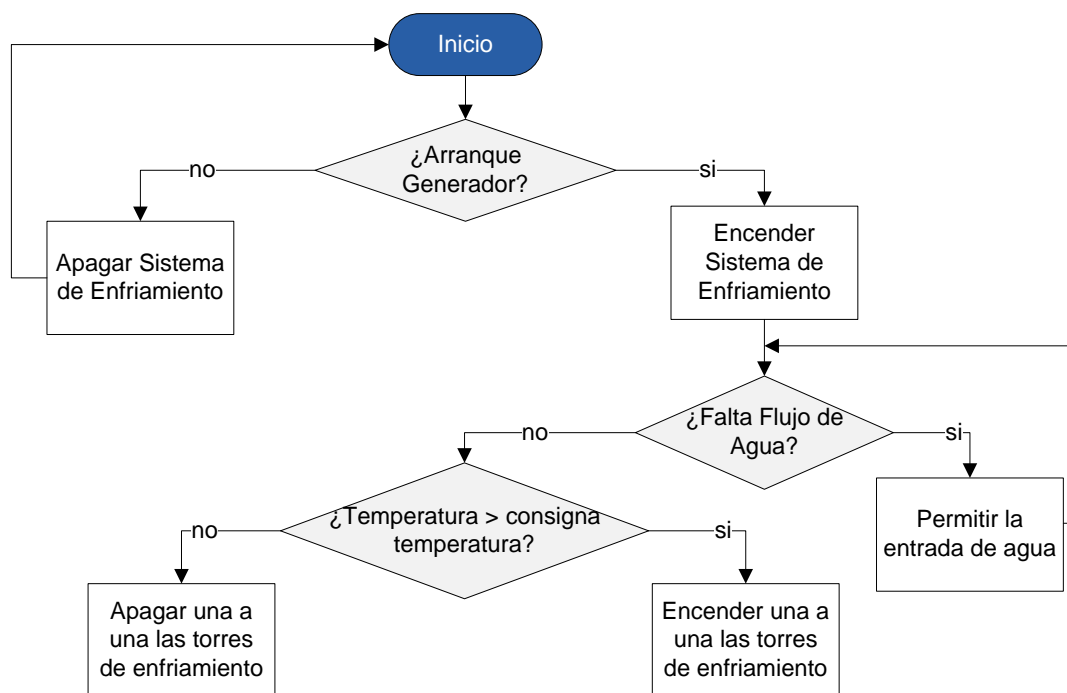 Inicio
¿Arranque
Generador?
no
si
Apagar Sistema
de Enfriamiento
Encender
Sistema de
Enfriamiento
¿Falta Flujo de
Agua?
no
si
¿Temperatura > consigna
temperatura?
Permitir la
entrada de agua
no
si
Apagar una a
una las torres
de enfriamiento
Encender una a
una las torres
de enfriamiento